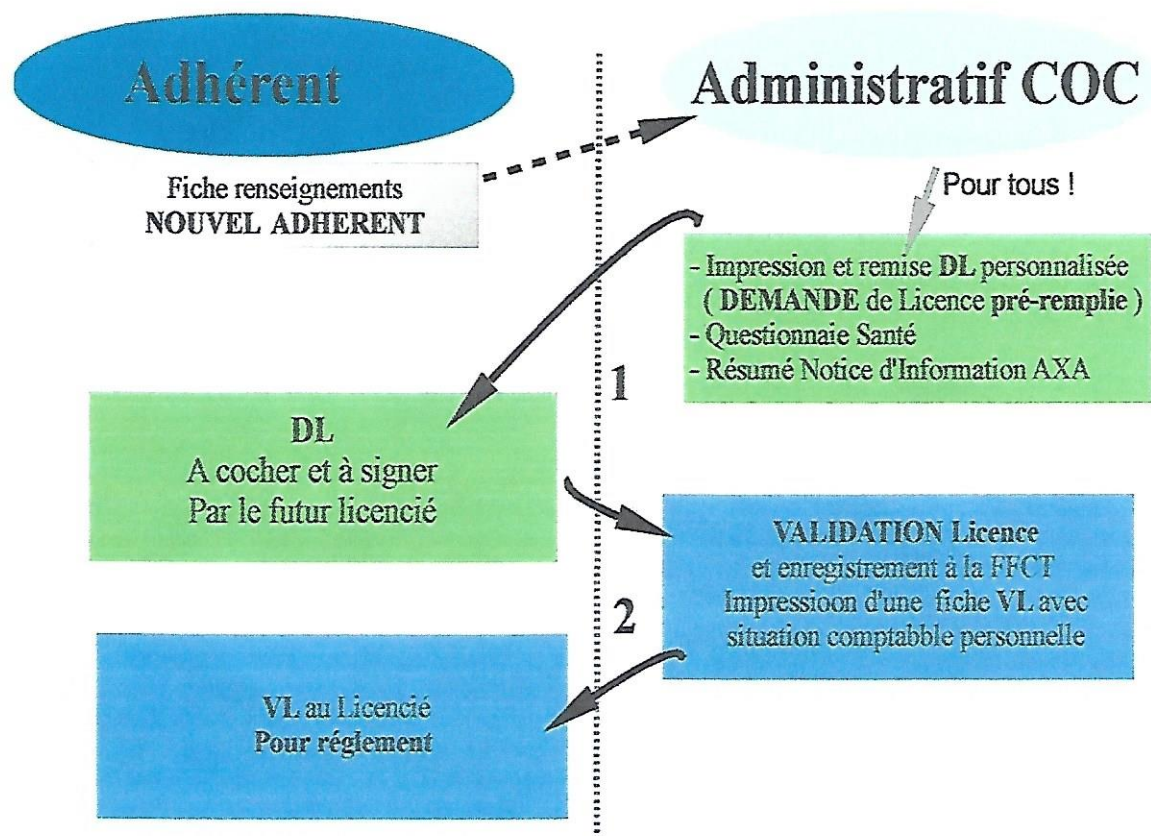 Adhérent
Administratif COC
Fiche renseignements
NOUVEL ADHERENT
Pour tous !
- Impression et remise DL personnalisée
( DEMANDE de Licence pré-remplie )
- Questionnaie Santé
- Résumé Notice d'Information AXA
1
DL
A cocher et à signer
Par le futur licencié
VALIDATION Licence
et enregistrement à la FFCT
Impressioon d'une fiche VL avec
situation comptabble personnelle
2
VL au Licencié
Pour réglement